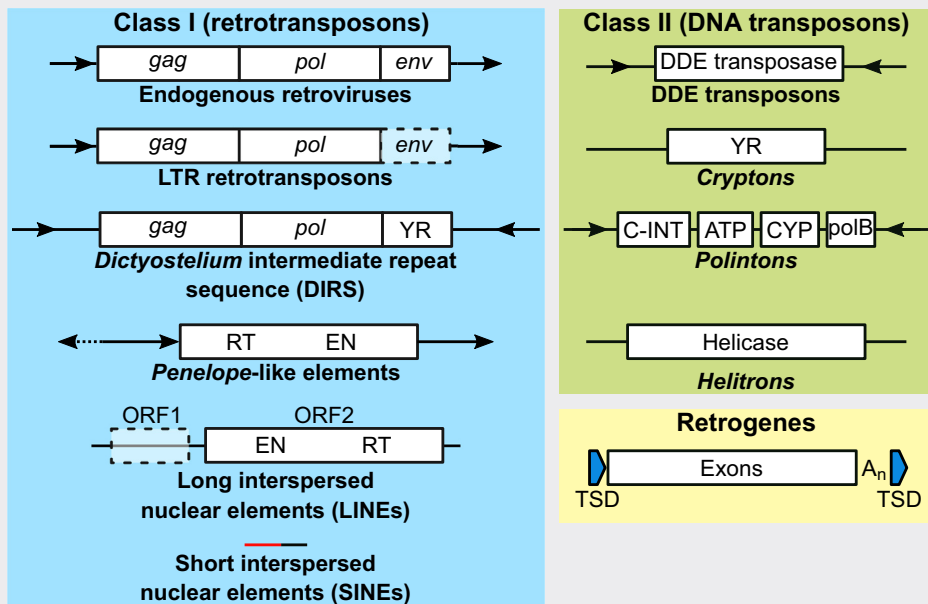 Class I (retrotransposons)
gag pol env
Endogenous retroviruses
gag pol env
LTR retrotransposons
gag pol YR
Dictyostelium intermediate repeat
sequence (DIRS)
RT EN
Penelope-like elements
ORF1 ORF2
EN RT
Long interspersed
nuclear elements (LINEs)
Short interspersed
nuclear elements (SINEs)
Class II (DNA transposons)
DDE transposase
DDE transposons
YR
Cryptons
C-INT ATP CYP polB
Polintons
Helicase
Helitrons
Retrogenes
Exons An
TSD TSD